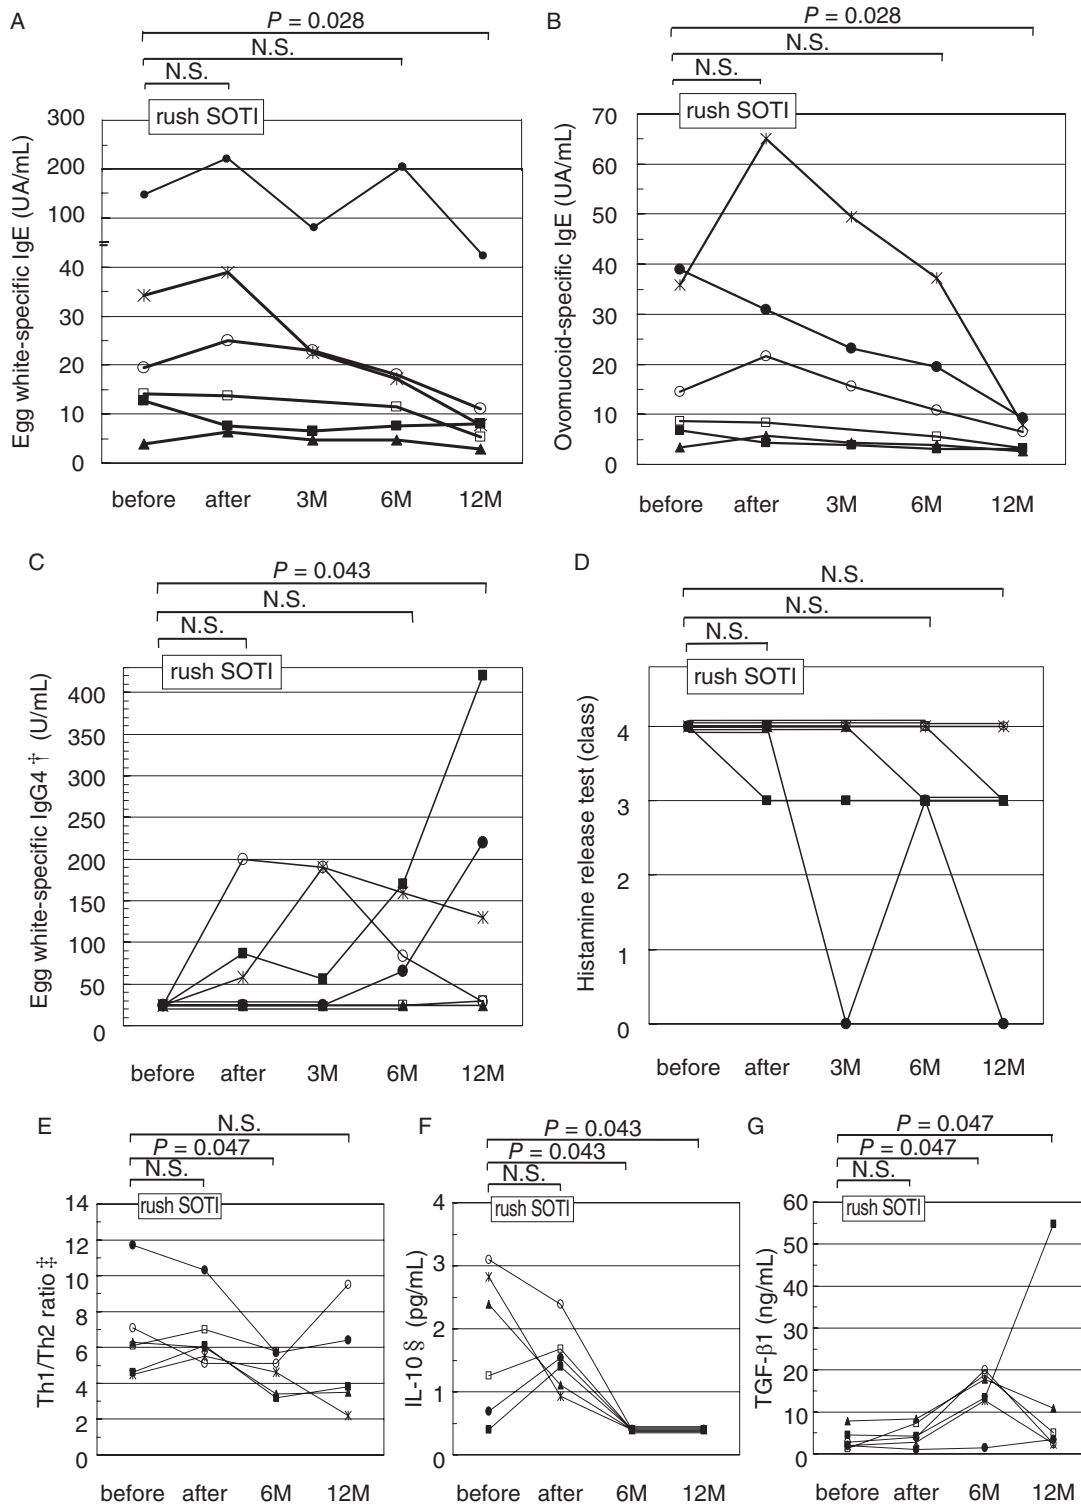 A
P = 0.028
N.S.
N.S.
rush SOTI
Egg white-specific IgE (UA/mL)
300
200
100
40
30
20
10
0
before after 3M 6M 12M
B
P = 0.028
N.S.
N.S.
rush SOTI
Ovomucoid-specific IgE (UA/mL)
70
60
50
40
30
20
10
0
before after 3M 6M 12M
C
P = 0.043
N.S.
N.S.
rush SOTI
Egg white-specific IgG4 † (U/mL)
400
350
300
200
150
100
50
0
before after 3M 6M 12M
D
N.S.
N.S.
N.S.
rush SOTI
Histamine release test (class)
4
3
2
1
0
before after 3M 6M 12M
E
N.S.
P = 0.047
N.S.
rush SOTI
Th1/Th2 ratio ‡
14
12
10
8
6
4
2
0
before after 6M 12M
F
P = 0.043
P = 0.043
N.S.
rush SOTI
IL-10 § (pg/mL)
4
3
2
1
0
before after 6M 12M
G
P = 0.047
P = 0.047
N.S.
rush SOTI
TGF-β1 (ng/mL)
60
50
40
30
20
10
0
before after 6M 12M